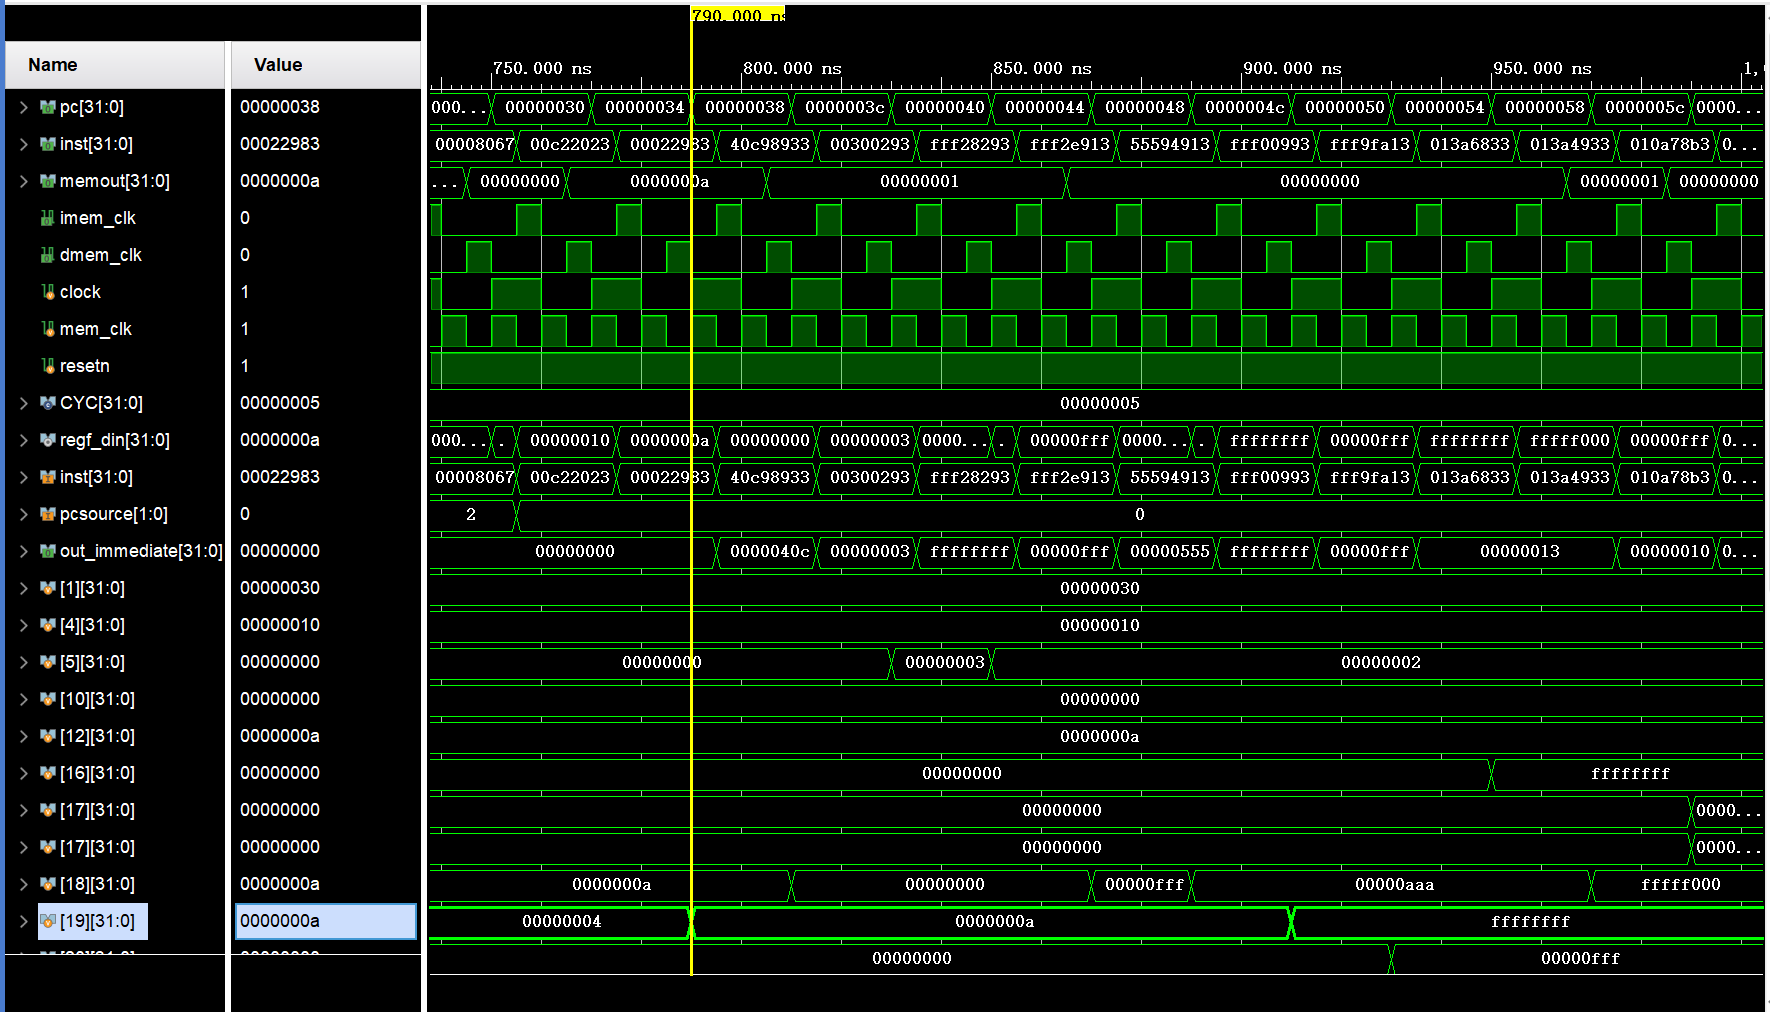 790.000 ns
Name Value
750.000 ns 800.000 ns 850.000 ns 900.000 ns 950.000 ns 1,
pc[31:0] 00000038 000... 00000030 00000034 00000038 0000003c 00000040 00000044 00000048 0000004c 00000050 00000054 00000058 0000005c 0000...
inst[31:0] 00022983 00008067 00c22023 00022983 40c98933 00300293 fff28293 fff2e913 55594913 fff00993 fff9fa13 013a6833 013a4933 010a78b3 0...
memout[31:0] 0000000a ... 00000000 0000000a 00000001 00000000 00000001 00000000
imem_clk 0
dmem_clk 0
clock 1
mem_clk 1
resetn 1
CYC[31:0] 00000005 00000005
regf_din[31:0] 0000000a 000... . 00000010 0000000a 00000000 00000003 0000... . 00000fff 0000... . ffffffff 00000fff ffffffff fffff000 00000fff 0...
inst[31:0] 00022983 00008067 00c22023 00022983 40c98933 00300293 fff28293 fff2e913 55594913 fff00993 fff9fa13 013a6833 013a4933 010a78b3 0...
pcsource[1:0] 0 2 0
out_immediate[31:0] 00000000 00000000 0000040c 00000003 ffffffff 00000fff 00000555 ffffffff 00000fff 00000013 00000010 0...
[1][31:0] 00000030 00000030
[4][31:0] 00000010 00000010
[5][31:0] 00000000 00000000 00000003 00000002
[10][31:0] 00000000 00000000
[12][31:0] 0000000a 0000000a
[16][31:0] 00000000 00000000 ffffffff
[17][31:0] 00000000 00000000 0000...
[17][31:0] 00000000 00000000 0000...
[18][31:0] 0000000a 0000000a 00000000 00000fff 00000aaa fffff000
[19][31:0] 0000000a 00000004 0000000a ffffffff
00000000 00000fff